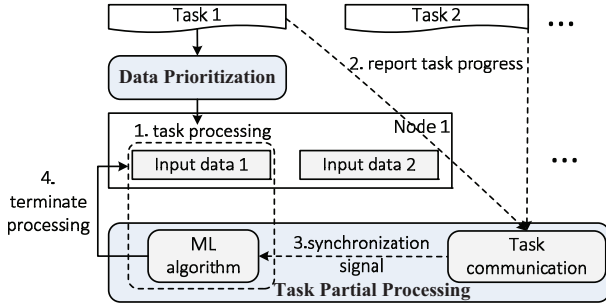 Task 1
Task 2
...
Data Prioritization
2. report task progress
Node 1
1. task processing
Input data 1
Input data 2
...
4.
terminate
processing
ML
algorithm
3.synchronization
signal
Task
communication
Task Partial Processing